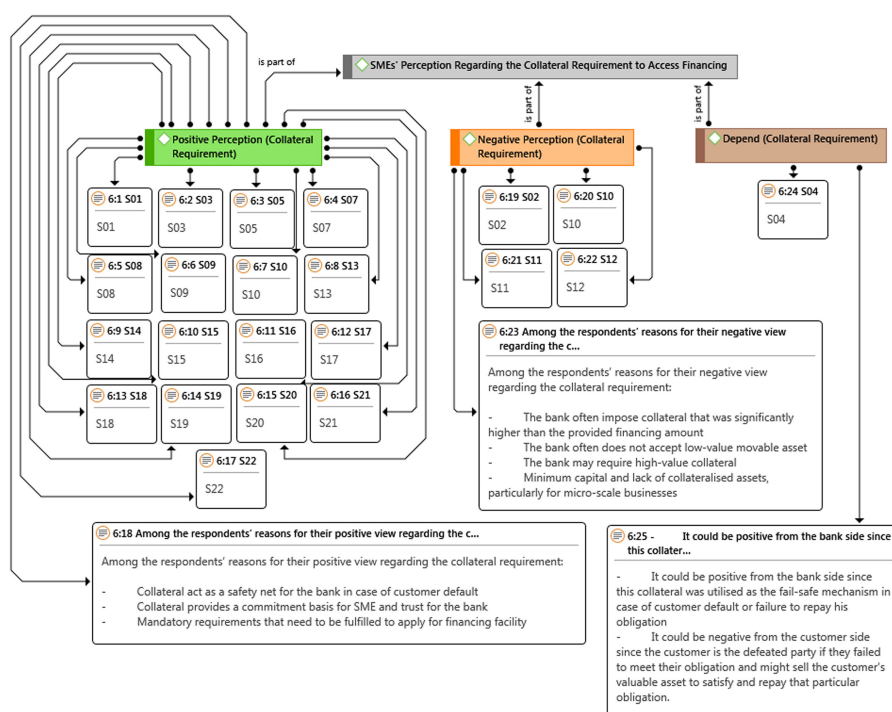 is part of
SMEs' Perception Regarding the Collateral Requirement to Access Financing
is part of
is part of
Positive Perception (Collateral
Requirement)
Negative Perception (Collateral
Requirement)
Depend (Collateral Requirement)
6:1 S01
S01
6:2 S03
S03
6:3 S05
S05
6:4 S07
S07
6:19 S02
S02
6:20 S10
S10
6:24 S04
S04
6:5 S08
S08
6:6 S09
S09
6:7 S10
S10
6:8 S13
S13
6:21 S11
S11
6:22 S12
S12
6:9 S14
S14
6:10 S15
S15
6:11 S16
S16
6:12 S17
S17
6:13 S18
S18
6:14 S19
S19
6:15 S20
S20
6:16 S21
S21
6:17 S22
S22
6:23 Among the respondents' reasons for their negative view
regarding the c...
Among the respondents' reasons for their negative view
regarding the collateral requirement:
- The bank often impose collateral that was significantly
higher than the provided financing amount
- The bank often does not accept low-value movable asset
- The bank may require high-value collateral
- Minimum capital and lack of collateralised assets,
particularly for micro-scale businesses
6:18 Among the respondents' reasons for their positive view regarding the c...
Among the respondents' reasons for their positive view regarding the collateral requirement:
- Collateral act as a safety net for the bank in case of customer default
- Collateral provides a commitment basis for SME and trust for the bank
- Mandatory requirements that need to be fulfilled to apply for financing facility
6:25 - It could be positive from the bank side since
this collater...
- It could be positive from the bank side since
this collateral was utilised as the fail-safe mechanism in
case of customer default or failure to repay his
obligation
- It could be negative from the customer side
since the customer is the defeated party if they failed
to meet their obligation and might sell the customer's
valuable asset to satisfy and repay that particular
obligation.